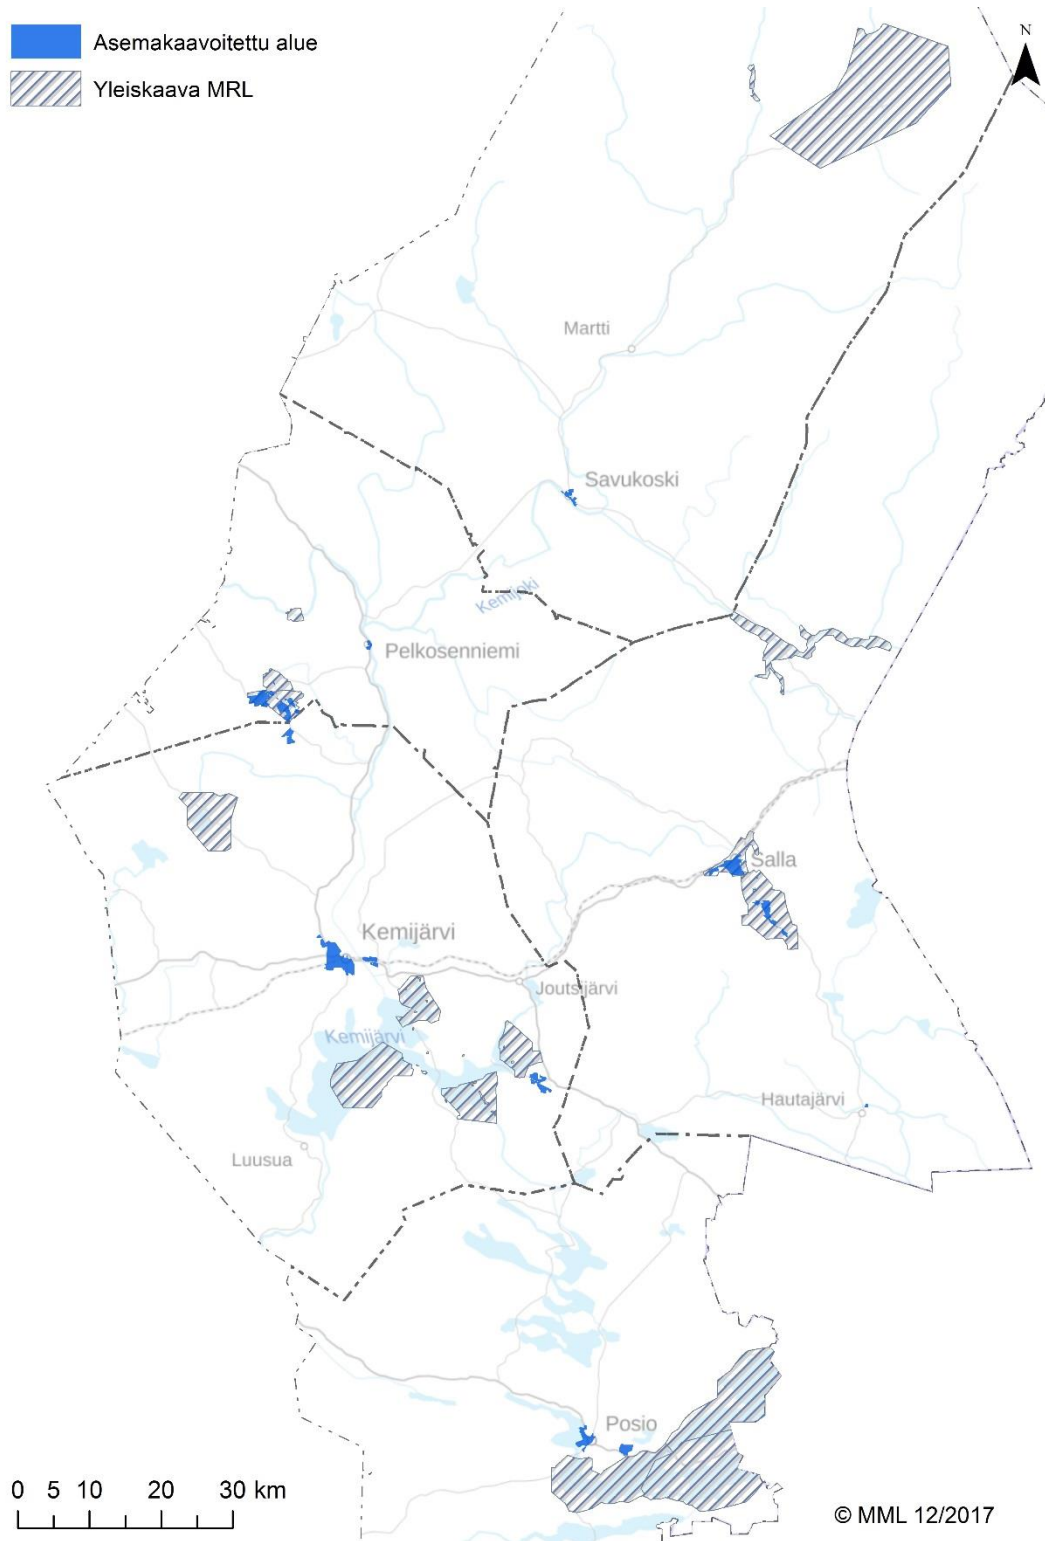 Asemakaavoitettu alue
Yleiskaava MRL
N
Martti
Savukoski
Kemijoki
Pelkosenniemi
Salla
Kemijärvi
Joutsijärvi
Kemijärvi
Hautajärvi
Luusua
Posio
0 5 10 20 30 km
© MML 12/2017